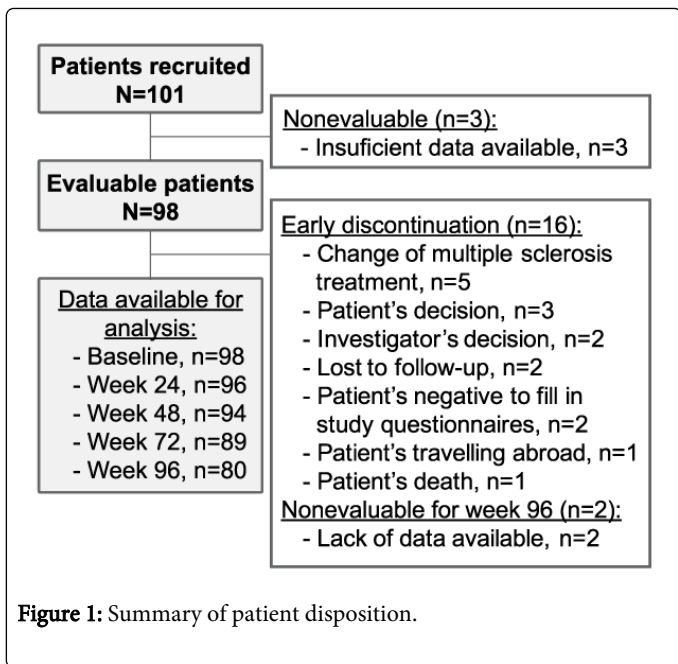 Patients recruited
N=101
Nonevaluable (n=3):
- Insuficient data available, n=3
Evaluable patients
N=98
Early discontinuation (n=16):
- Change of multiple sclerosis
treatment, n=5
- Patient's decision, n=3
- Investigator's decision, n=2
- Lost to follow-up, n=2
- Patient's negative to fill in
study questionnaires, n=2
- Patient's travelling abroad, n=1
- Patient's death, n=1
Nonevaluable for week 96 (n=2):
- Lack of data available, n=2
Data available for
analysis:
- Baseline, n=98
- Week 24, n=96
- Week 48, n=94
- Week 72, n=89
- Week 96, n=80
Figure 1: Summary of patient disposition.